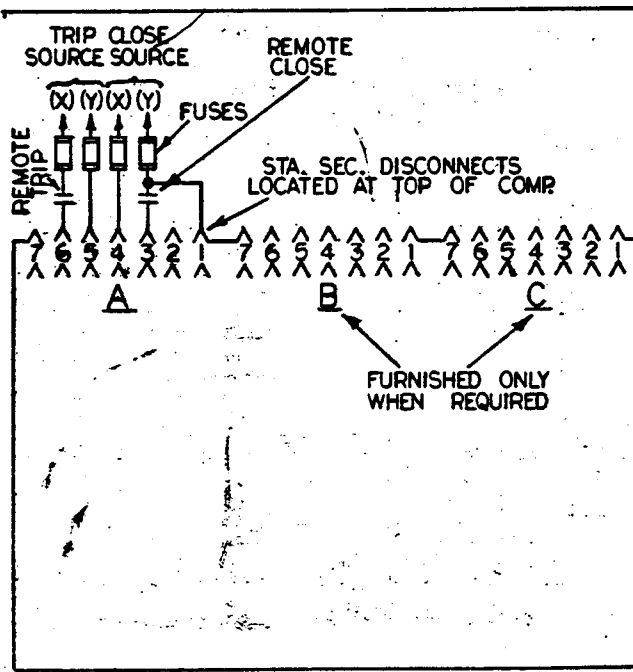 TRIP CLOSE
SOURCE SOURCE
REMOTE
CLOSE
(X) (Y) (X) (Y)
FUSES
REMOTE
TRIP
STA. SEC. DISCONNECTS
LOCATED AT TOP OF COMP.
7 6 5 4 3 2 1 7 6 5 4 3 2 1 7 6 5 4 3 2 1
A B C
FURNISHED ONLY
WHEN REQUIRED